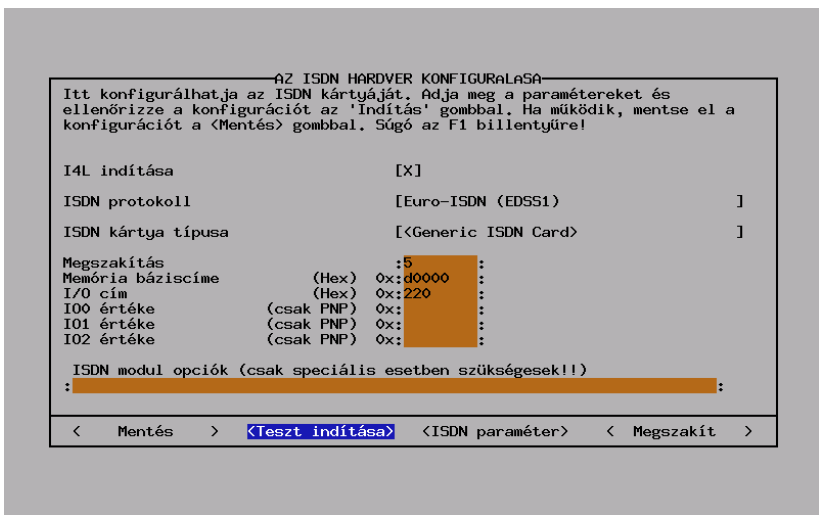 AZ ISDN HARDVER KONFIGURALASA
Itt konfigurálhatja az ISDN kártyáját. Adja meg a paramétereket és
ellenőrizze a konfigurációt az 'Indítás' gombbal. Ha működik, mentse el a
konfigurációt a <Mentés> gombbal. Súgó az F1 billentyűre!
I4L indítása [X]
ISDN protokoll [Euro-ISDN (EDSS1) ]
ISDN kártya típusa [<Generic ISDN Card> ]
Megszakítás :5 :
Memória báziscíme (Hex) 0x:d0000 :
I/O cím (Hex) 0x:220 :
IO0 értéke (csak PNP) 0x: :
IO1 értéke (csak PNP) 0x: :
IO2 értéke (csak PNP) 0x: :
ISDN modul opciók (csak speciális esetben szükségesek!!)
: :
< Mentés > <Teszt indítása> <ISDN paraméter> < Megszakít >